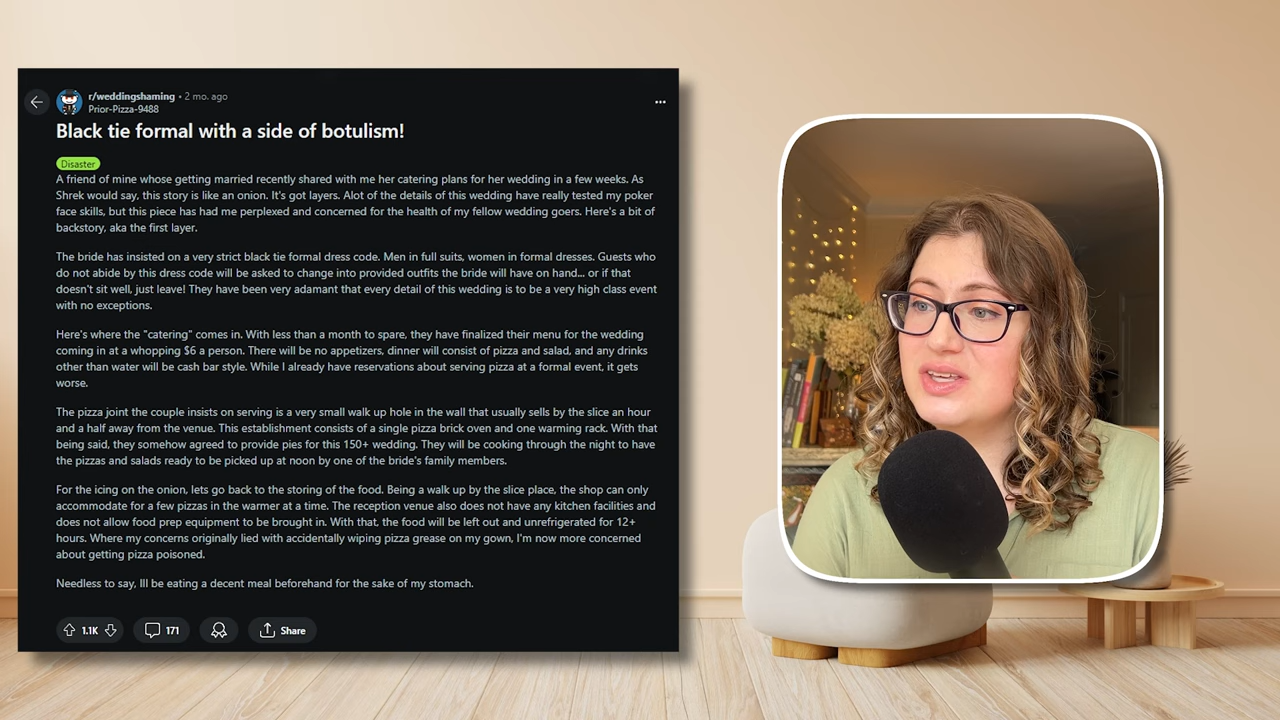 r/weddingshaming • 2 mo. ago
Prior-Pizza-9488
Black tie formal with a side of botulism!
Disaster
A friend of mine whose getting married recently shared with me her catering plans for her wedding in a few weeks. As
Shrek would say, this story is like an onion. It's got layers. Alot of the details of this wedding have really tested my poker
face skills, but this piece has had me perplexed and concerned for the health of my fellow wedding goers. Here's a bit of
backstory, aka the first layer.
The bride has insisted on a very strict black tie formal dress code. Men in full suits, women in formal dresses. Guests who
do not abide by this dress code will be asked to change into provided outfits the bride will have on hand... or if that
doesn't sit well, just leave! They have been very adamant that every detail of this wedding is to be a very high class event
with no exceptions.
Here's where the "catering" comes in. With less than a month to spare, they have finalized their menu for the wedding
coming in at a whopping $6 a person. There will be no appetizers, dinner will consist of pizza and salad, and any drinks
other than water will be cash bar style. While I already have reservations about serving pizza at a formal event, it gets
worse.
The pizza joint the couple insists on serving is a very small walk up hole in the wall that usually sells by the slice an hour
and a half away from the venue. This establishment consists of a single pizza brick oven and one warming rack. With that
being said, they somehow agreed to provide pies for this 150+ wedding. They will be cooking through the night to have
the pizzas and salads ready to be picked up at noon by one of the bride's family members.
For the icing on the onion, lets go back to the storing of the food. Being a walk up by the slice place, the shop can only
accommodate for a few pizzas in the warmer at a time. The reception venue also does not have any kitchen facilities and
does not allow food prep equipment to be brought in. With that, the food will be left out and unrefrigerated for 12+
hours. Where my concerns originally lied with accidentally wiping pizza grease on my gown, I'm now more concerned
about getting pizza poisoned.
Needless to say, Ill be eating a decent meal beforehand for the sake of my stomach.
1.1K 171 Share